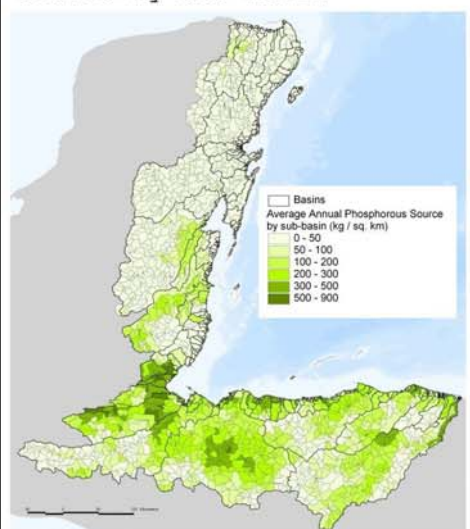 Basins
Average Annual Phosphorous Source
by sub-basin (kg / sq. km)
0 - 50
50 - 100
100 - 200
200 - 300
300 - 500
500 - 900